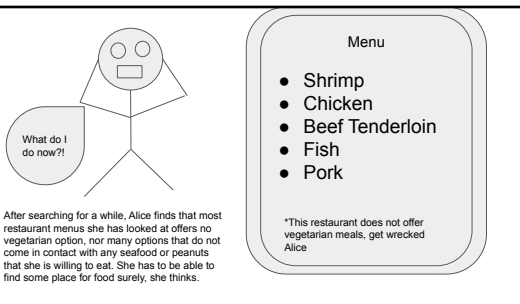 What do I
do now?!
After searching for a while, Alice finds that most
restaurant menus she has looked at offers no
vegetarian option, nor many options that do not
come in contact with any seafood or peanuts
that she is willing to eat. She has to be able to
find some place for food surely, she thinks.
Menu
● Shrimp
● Chicken
● Beef Tenderloin
● Fish
● Pork
*This restaurant does not offer
vegetarian meals, get wrecked
Alice